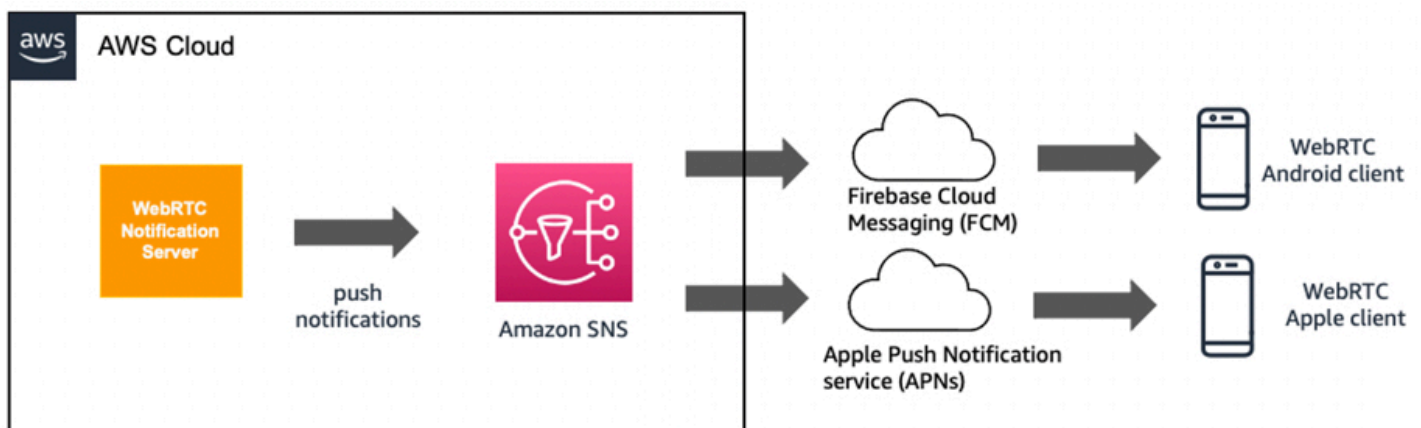 aws
AWS Cloud
WebRTC
Notification
Server
push
notifications
Amazon SNS
Firebase Cloud
Messaging (FCM)
WebRTC
Android client
Apple Push Notification
service (APNs)
WebRTC
Apple client